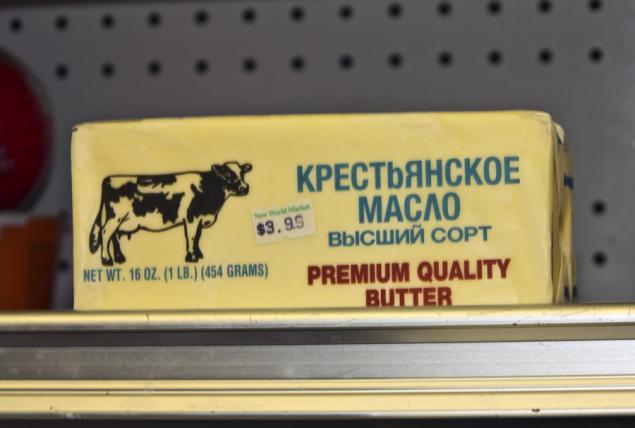 КРЕСТЬЯНСКОЕ
МАСЛО
ВЫСШИЙ СОРТ
New World Market
$3.99
NET WT. 16 OZ. (1 LB.) (454 GRAMS)
PREMIUM QUALITY
BUTTER